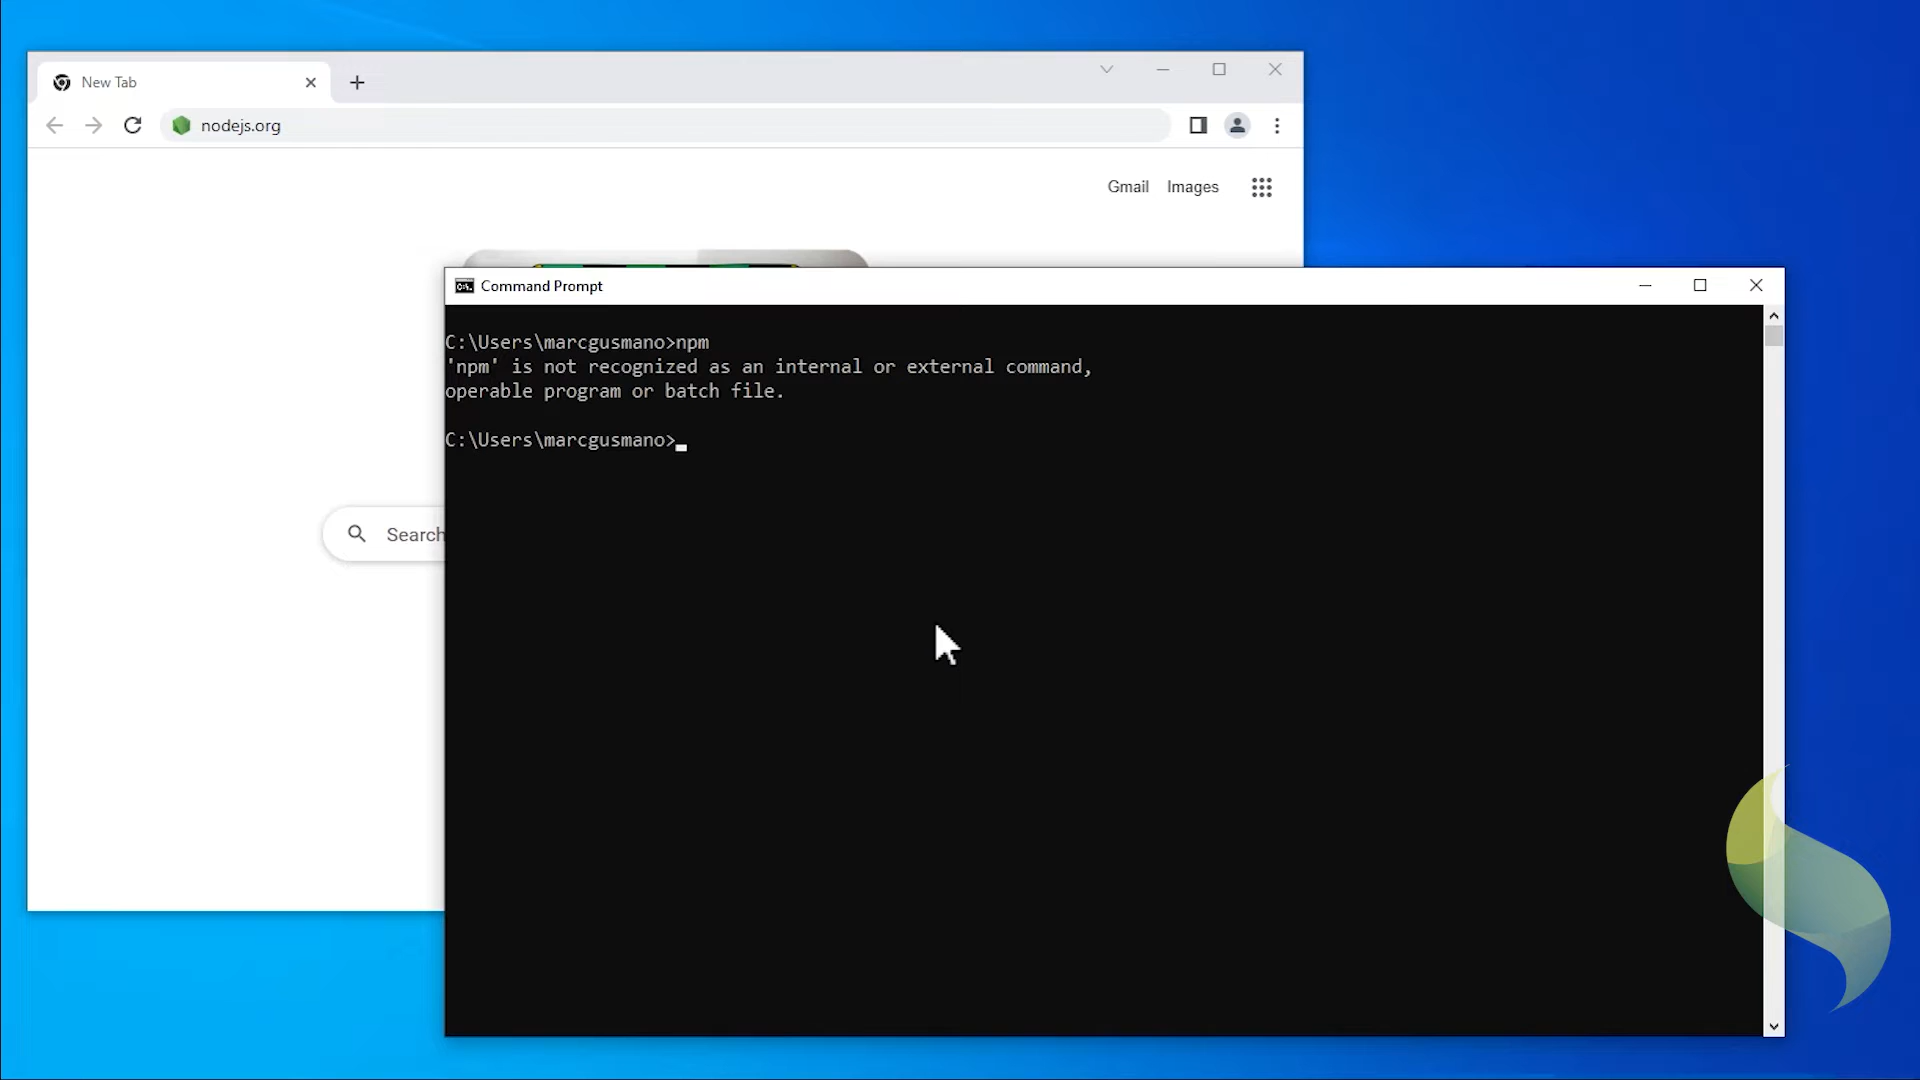 New Tab
nodejs.org
Gmail Images
Command Prompt
C:\Users\marcgusmano>npm
'npm' is not recognized as an internal or external command,
operable program or batch file.
C:\Users\marcgusmano>
Search